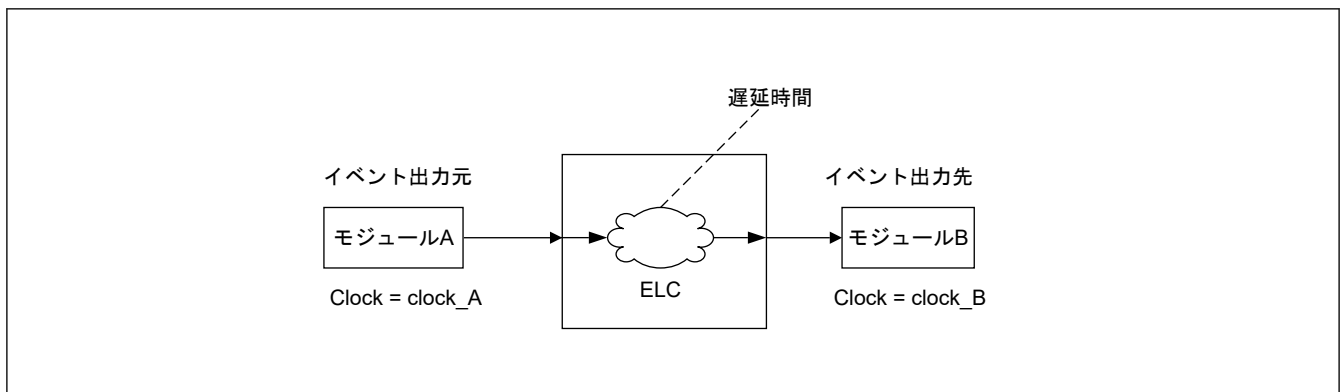 遅延時間
イベント出力元
イベント出力先
モジュールA
モジュールB
ELC
Clock = clock_A
Clock = clock_B